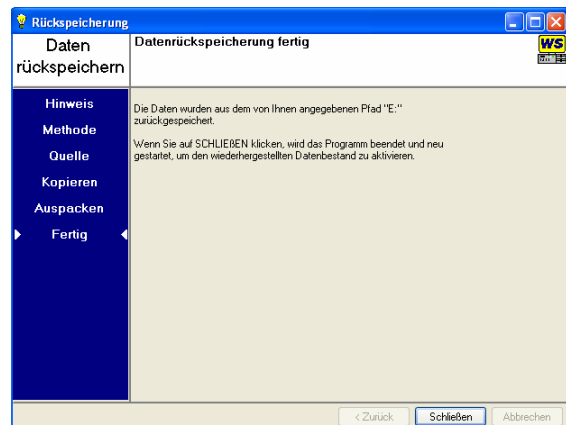 Rückspeicherung
Daten
rückspeichern
Datenrückspeicherung fertig
WS
Hinweis
Methode
Quelle
Kopieren
Auspacken
Fertig
Die Daten wurden aus dem von Ihnen angegebenen Pfad "E:"
zurückgespeichert.
Wenn Sie auf SCHLIEßEN klicken, wird das Programm beendet und neu
gestartet, um den wiederhergestellten Datenbestand zu aktivieren.
< Zurück
Schließen
Abbrechen